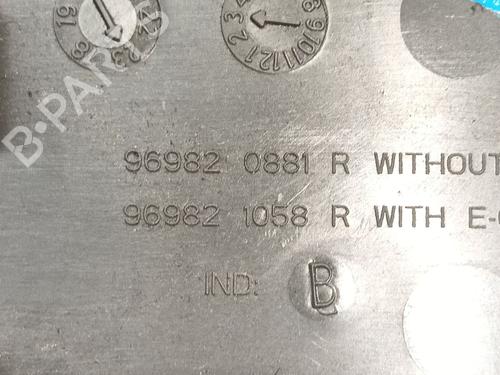 96982 0881 R WITHOUT
96982 1058 R WITH E-
IND: B
B-PARTS